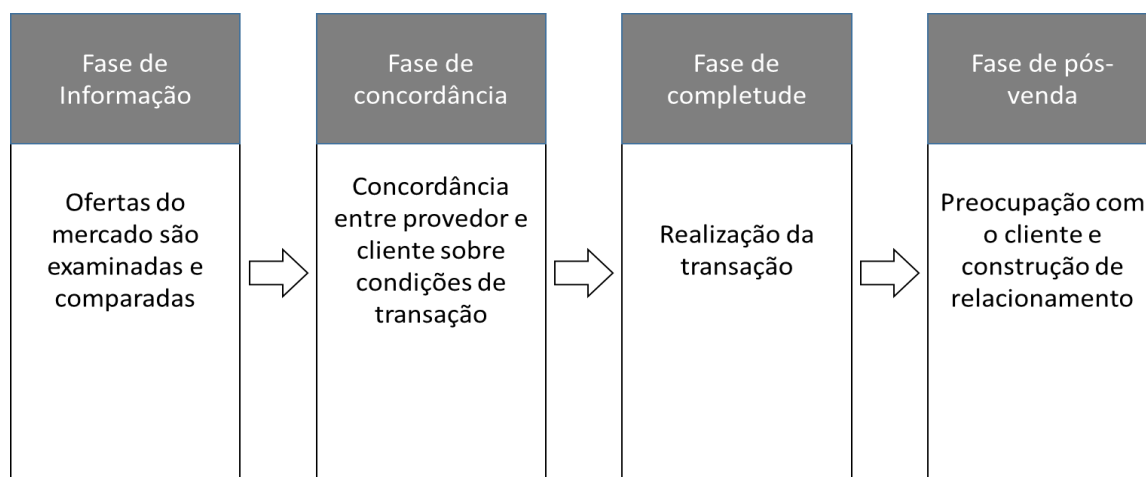 Fase de
Informação
Fase de
concordância
Fase de
completude
Fase de pós-
venda
Ofertas do
mercado são
examinadas e
comparadas
Concordância
entre provedor e
cliente sobre
condições de
transação
Realização da
transação
Preocupação com
o cliente e
construção de
relacionamento